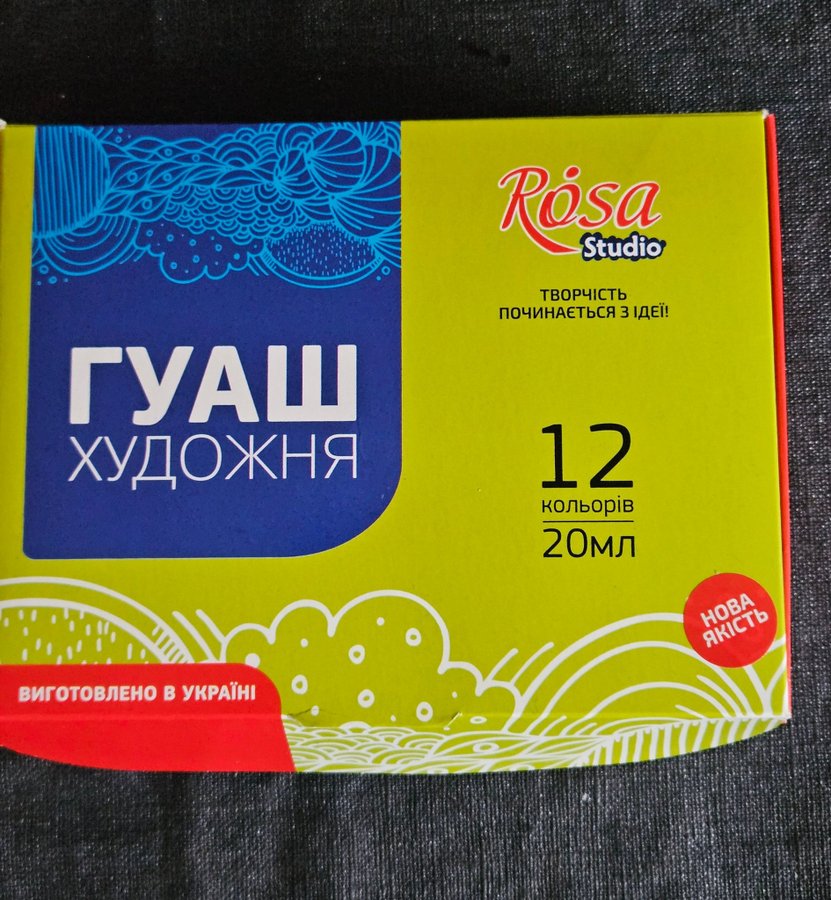 Rósa
Studio
ТВОРЧІСТЬ
ПОЧИНАЄТЬСЯ З ІДЕЇ!
ГУАШ
ХУДОЖНЯ
12
кольорів
20мл
НОВА
ЯКІСТЬ
ВИГОТОВЛЕНО В УКРАЇНІ